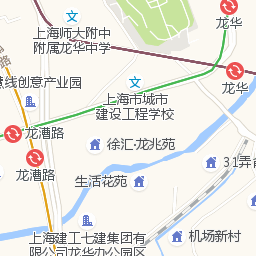 龙华
上海师大附中
附属龙华中学
龙华
慧线创意产业园
上海市城市
建设工程学校
龙漕路
徐汇·龙兆苑
龙漕路
31弄
生活花苑
上海建工七建集团有
限公司龙华办公园区
机场新村